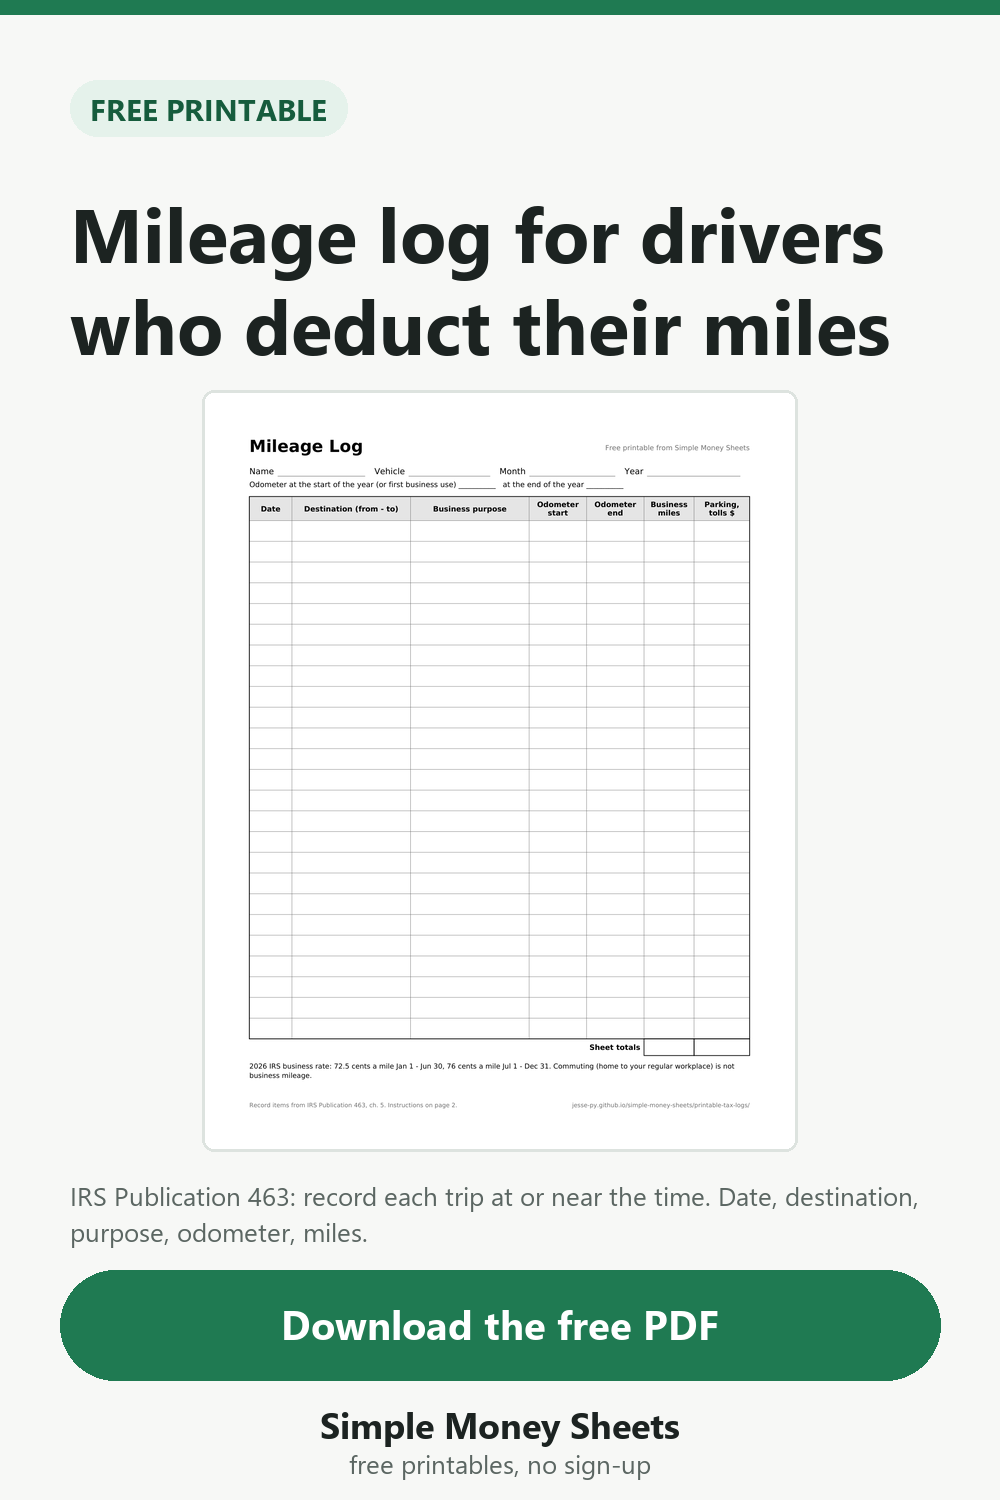 FREE PRINTABLE
Mileage log for drivers
who deduct their miles
Mileage Log
Free printable from Simple Money Sheets
Name ____________ Vehicle ____________ Month ____________ Year ____________
Odometer at the start of the year (or first business use) ________ at the end of the year ________
Date Destination (from - to) Business purpose Odometer start Odometer end Business miles Parking, tolls $
Sheet totals
2026 IRS business rate: 72.5 cents a mile Jan 1 - Jun 30, 76 cents a mile Jul 1 - Dec 31. Commuting (home to your regular workplace) is not
business mileage.
Record items from IRS Publication 463, ch. 5. Instructions on page 2.
jesse-py.github.io/simple-money-sheets/printable-tax-logs/
IRS Publication 463: record each trip at or near the time. Date, destination,
purpose, odometer, miles.
Download the free PDF
Simple Money Sheets
free printables, no sign-up